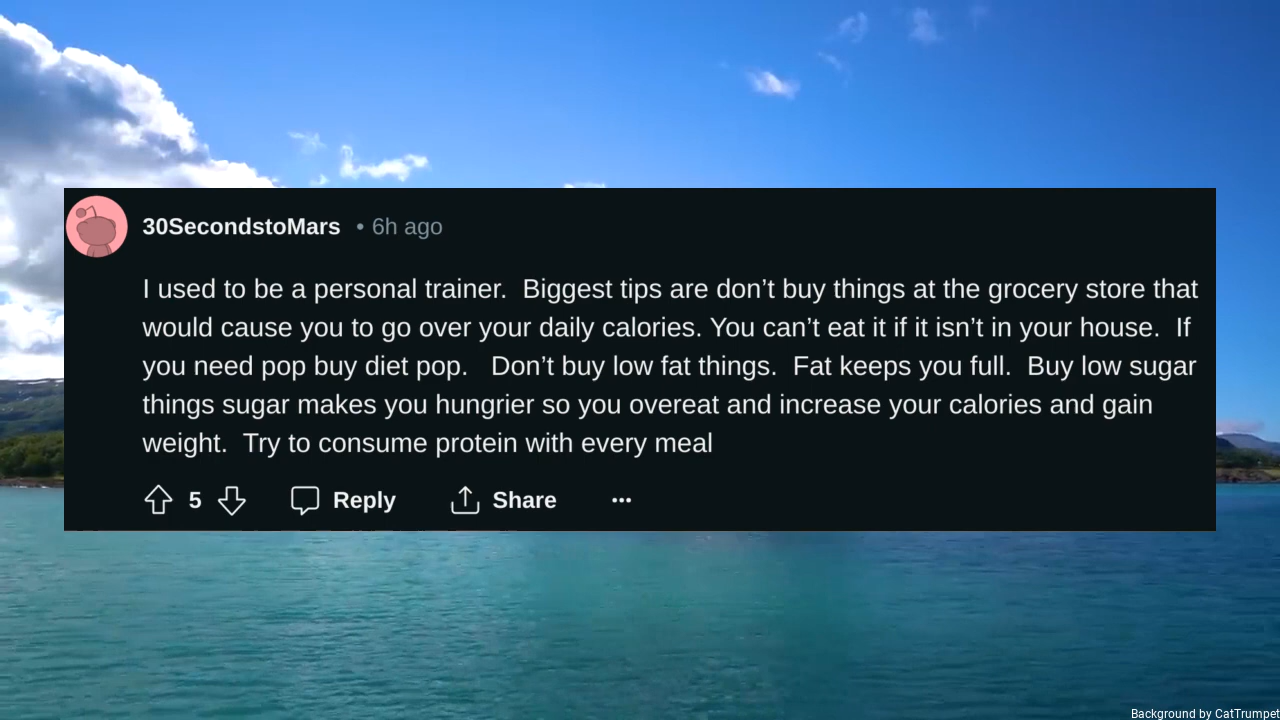 30SecondstoMars • 6h ago
I used to be a personal trainer.  Biggest tips are don’t buy things at the grocery store that
would cause you to go over your daily calories. You can’t eat it if it isn’t in your house.  If
you need pop buy diet pop.   Don’t buy low fat things.  Fat keeps you full.  Buy low sugar
things sugar makes you hungrier so you overeat and increase your calories and gain
weight.  Try to consume protein with every meal
5 Reply Share
Background by CatTrumpet